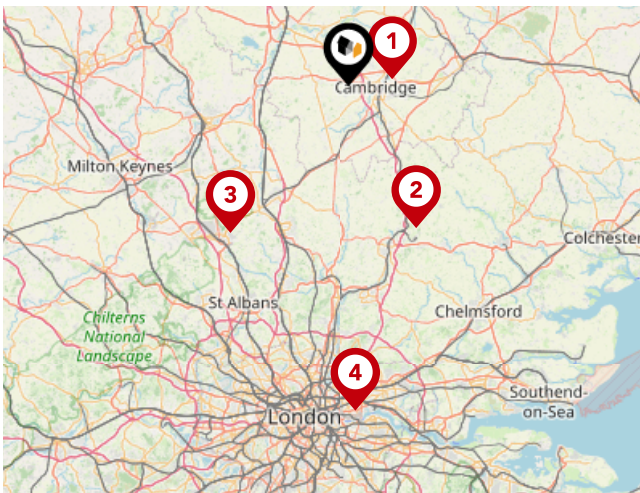 1
Cambridge
Milton Keynes
3
2
Colchester
St Albans
Chelmsford
Chilterns
National
Landscape
4
Southend-
on-Sea
London